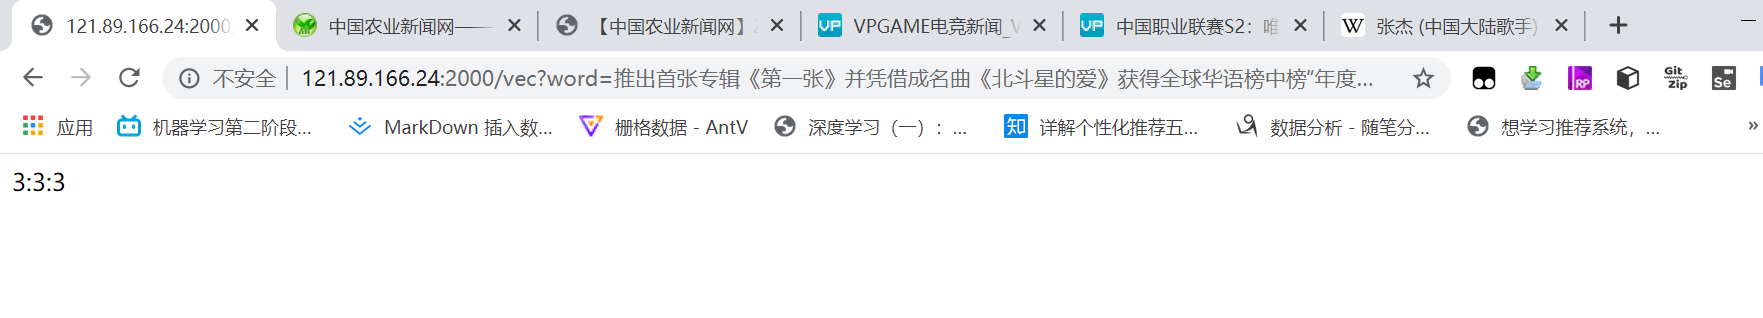 121.89.166.24:2000
中国农业新闻网——
【中国农业新闻网】
VPGAME电竞新闻_V
中国职业联赛S2：唯
张杰 (中国大陆歌手)
不安全 121.89.166.24:2000/vec?word=推出首张专辑《第一张》并凭借成名曲《北斗星的爱》获得全球华语榜中榜“年度...
Git Zip
RP
Se
应用
机器学习第二阶段...
MarkDown 插入数...
栅格数据 - AntV
深度学习（一）：...
知 详解个性化推荐五...
数据分析 - 随笔分...
想学习推荐系统，...
3:3:3